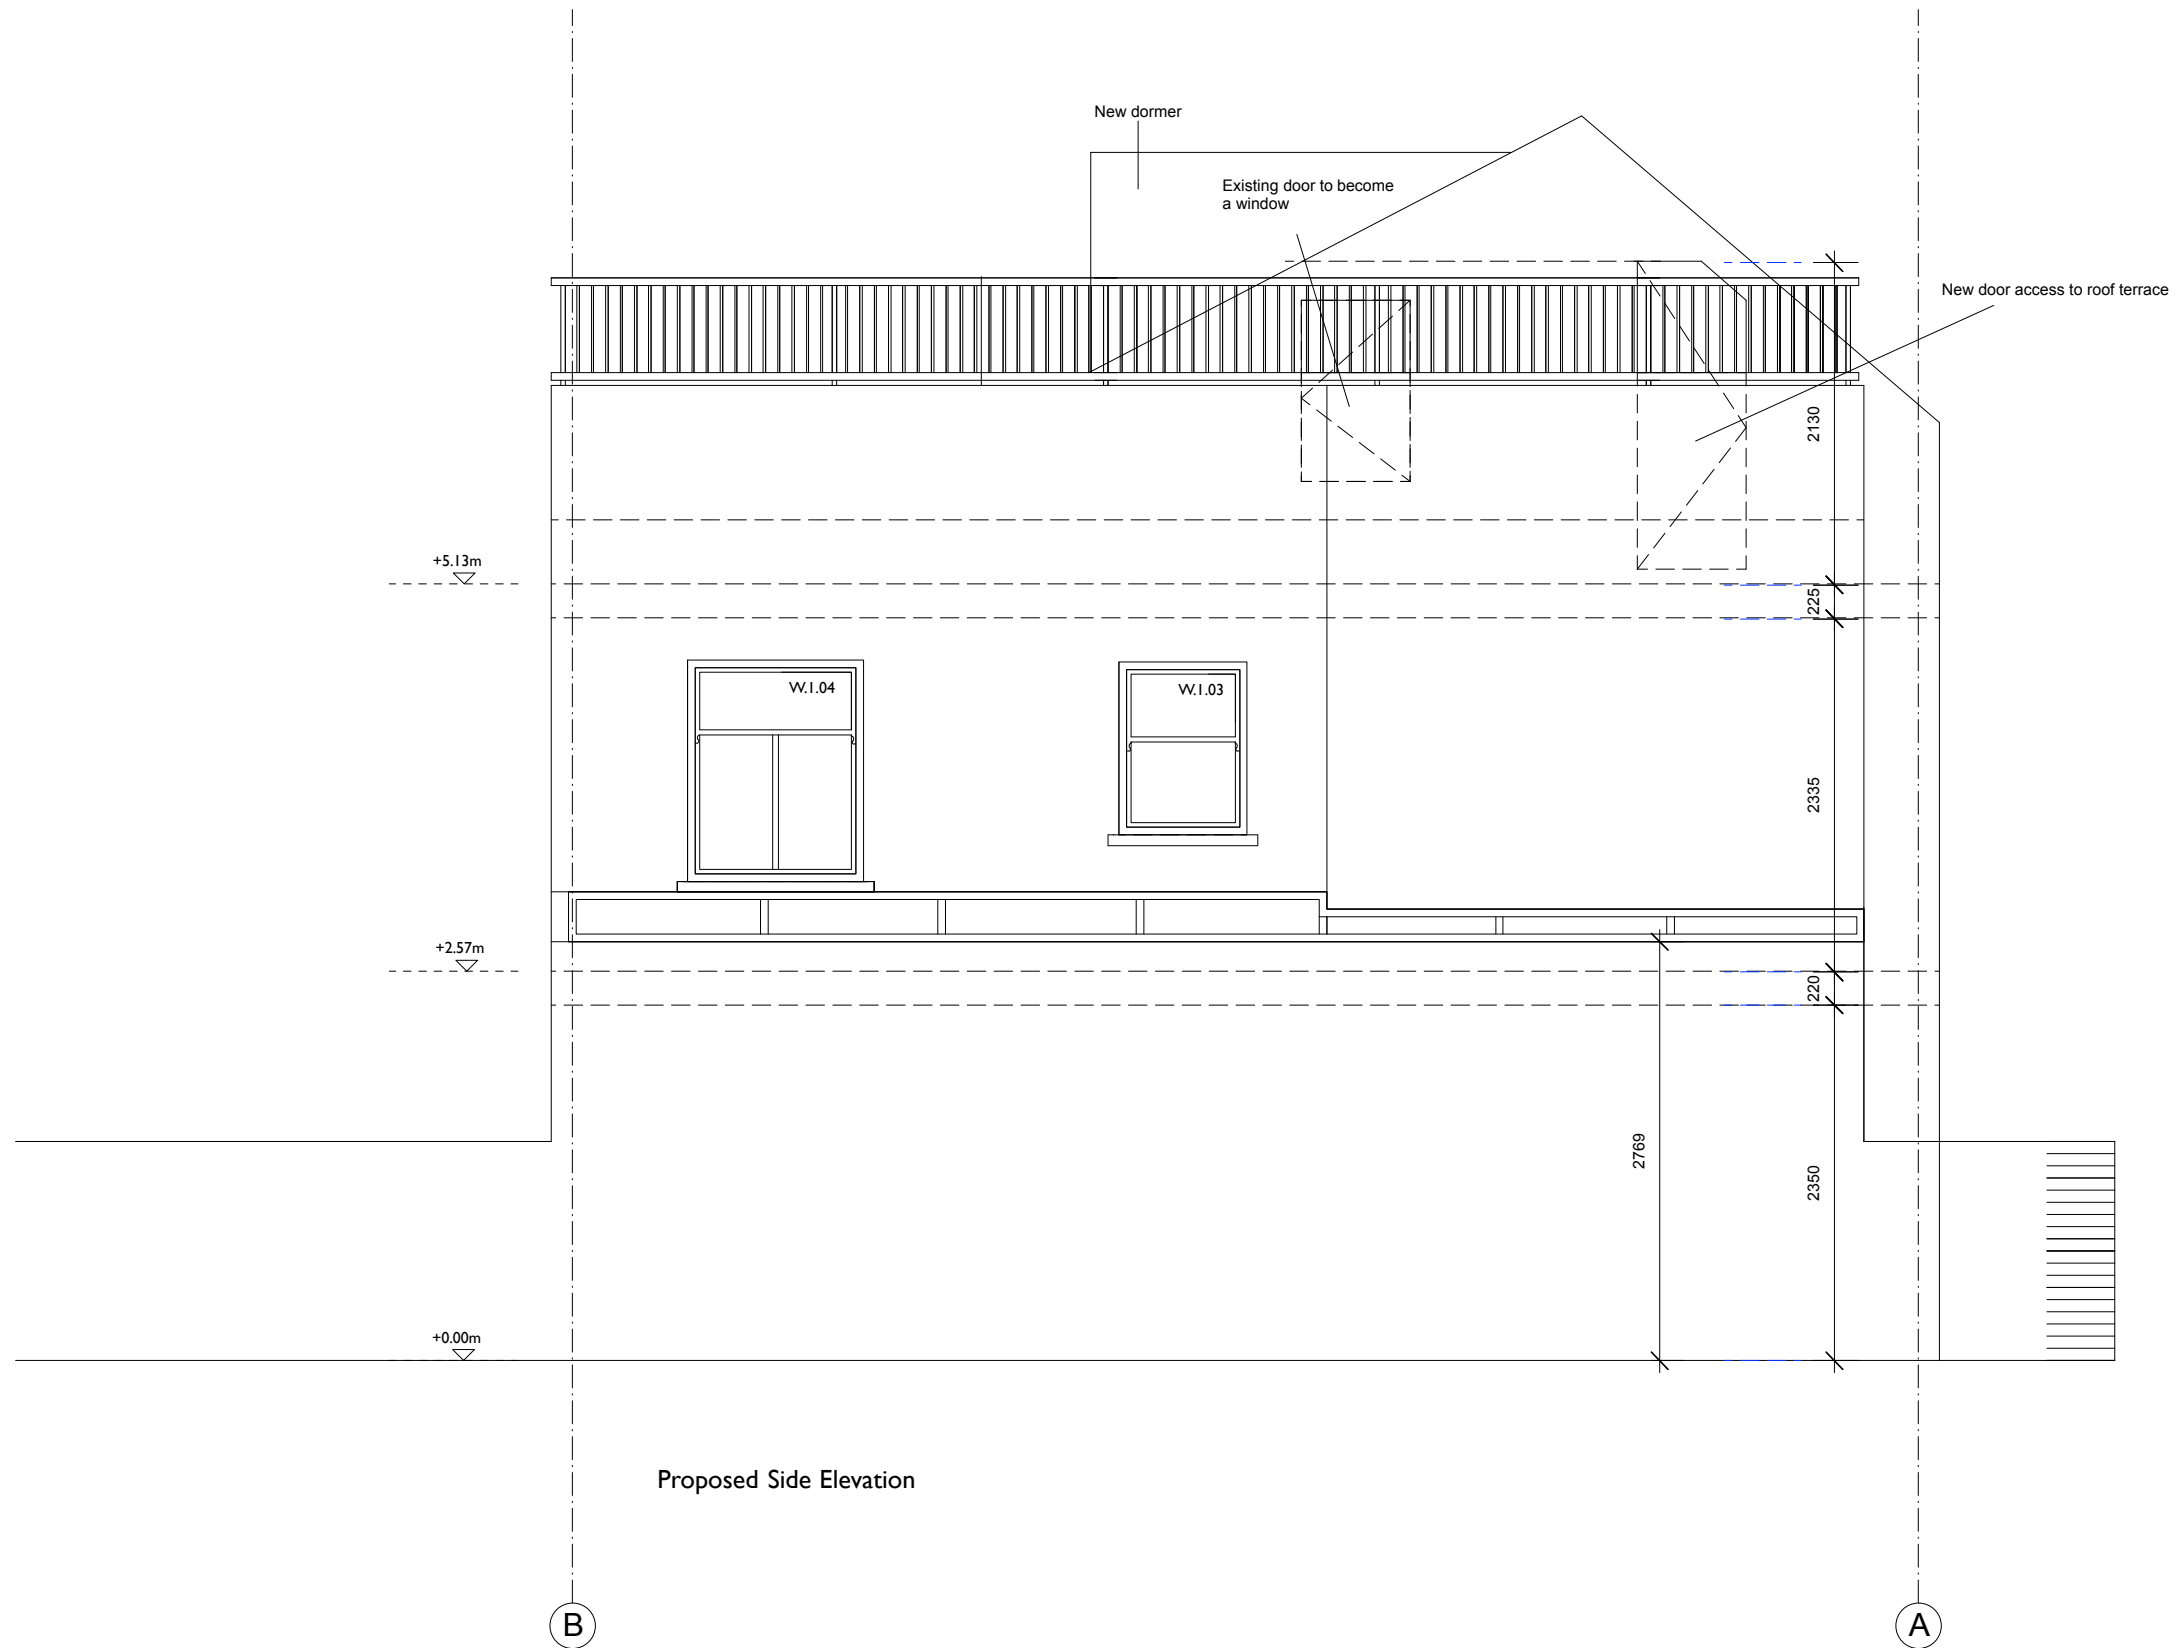 New dormer
Existing door to become
a window
New door access to roof terrace
2130
+5.13m
225
W.1.04
W.1.03
2335
+2.57m
220
2769
2350
+0.00m
Proposed Side Elevation
B
A